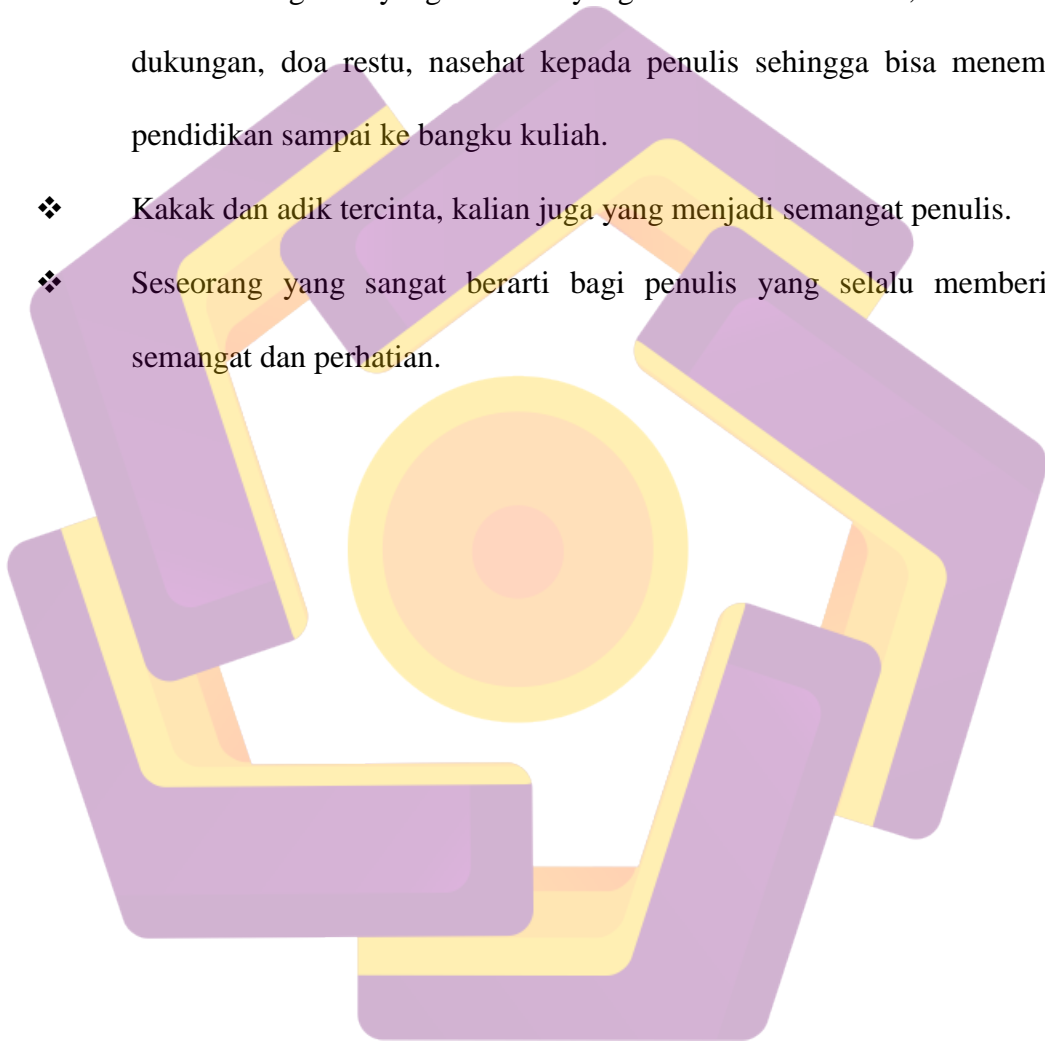 dukungan, doa restu, nasehat kepada penulis sehingga bisa menem
pendidikan sampai ke bangku kuliah.
❖ Kakak dan adik tercinta, kalian juga yang menjadi semangat penulis.
❖ Seseorang yang sangat berarti bagi penulis yang selalu memberi
semangat dan perhatian.